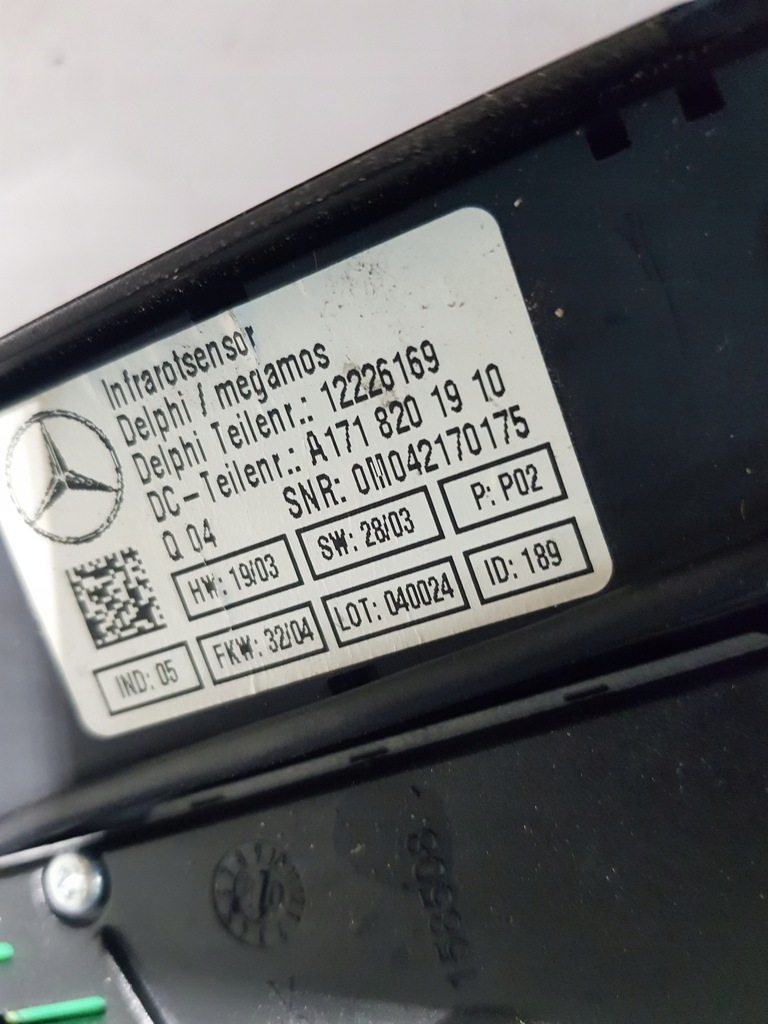 Infrarotsensor
Delphi / megamos
Delphi Teilenr.: 12226169
DC-Teilenr.: A171 820 19 10
Q 04 SNR: 0M042170175
HW: 19/03 SW: 28/03 P: P02
IND: 05 FKW: 32/04 LOT: 040024 ID: 189